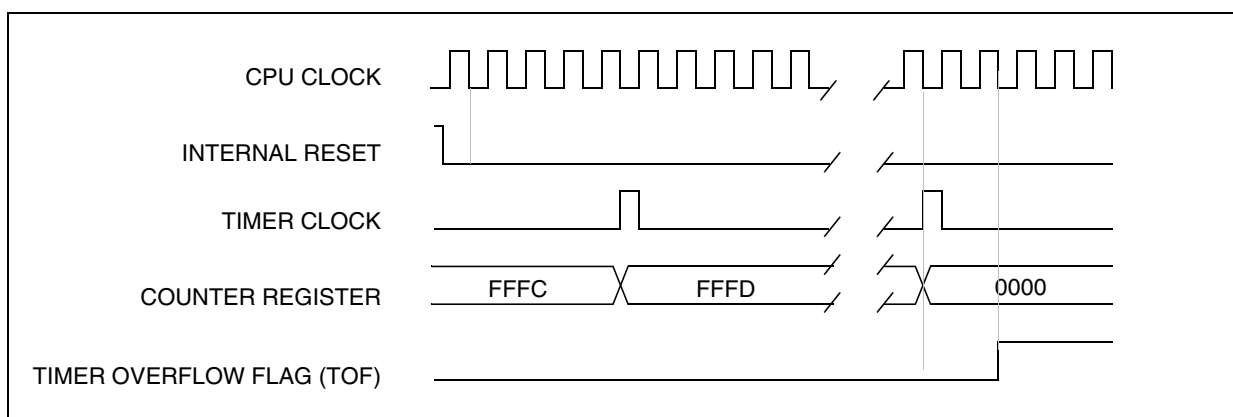 CPU CLOCK
INTERNAL RESET
TIMER CLOCK
COUNTER REGISTER
FFFC
FFFD
0000
TIMER OVERFLOW FLAG (TOF)